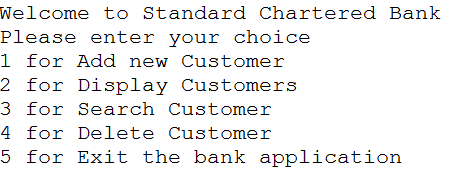 Welcome to Standard Chartered Bank
Please enter your choice
1 for Add new Customer
2 for Display Customers
3 for Search Customer
4 for Delete Customer
5 for Exit the bank application